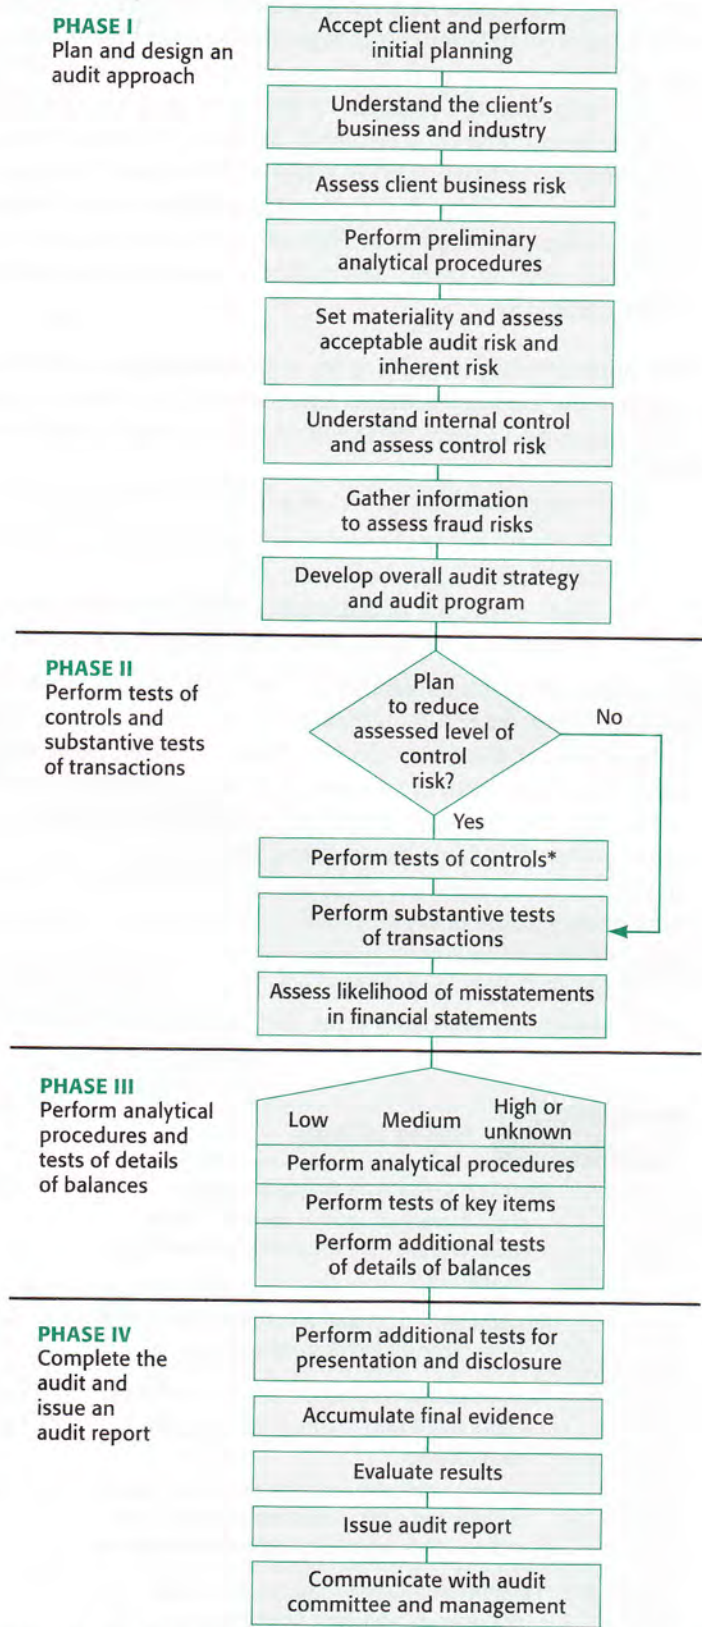 PHASE I
Plan and design an
audit approach
Accept client and perform
initial planning
Understand the client's
business and industry
Assess client business risk
Perform preliminary
analytical procedures
Set materiality and assess
acceptable audit risk and
inherent risk
Understand internal control
and assess control risk
Gather information
to assess fraud risks
Develop overall audit strategy
and audit program
PHASE II
Perform tests of
controls and
substantive tests
of transactions
Plan
to reduce
assessed level of
control
risk?
No
Yes
Perform tests of controls*
Perform substantive tests
of transactions
Assess likelihood of misstatements
in financial statements
PHASE III
Perform analytical
procedures and
tests of details
of balances
Low
Medium
High or
unknown
Perform analytical procedures
Perform tests of key items
Perform additional tests
of details of balances
PHASE IV
Complete the
audit and
issue an
audit report
Perform additional tests for
presentation and disclosure
Accumulate final evidence
Evaluate results
Issue audit report
Communicate with audit
committee and management